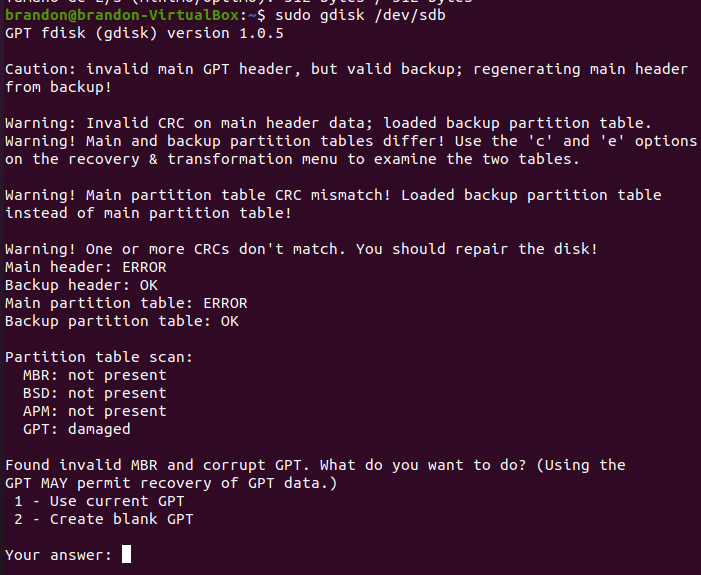 brandon@brandon-VirtualBox:~$ sudo gdisk /dev/sdb
GPT fdisk (gdisk) version 1.0.5
Caution: invalid main GPT header, but valid backup; regenerating main header
from backup!
Warning: Invalid CRC on main header data; loaded backup partition table.
Warning! Main and backup partition tables differ! Use the 'c' and 'e' options
on the recovery & transformation menu to examine the two tables.
Warning! Main partition table CRC mismatch! Loaded backup partition table
instead of main partition table!
Warning! One or more CRCs don't match. You should repair the disk!
Main header: ERROR
Backup header: OK
Main partition table: ERROR
Backup partition table: OK
Partition table scan:
MBR: not present
BSD: not present
APM: not present
GPT: damaged
Found invalid MBR and corrupt GPT. What do you want to do? (Using the
GPT MAY permit recovery of GPT data.)
1 - Use current GPT
2 - Create blank GPT
Your answer: